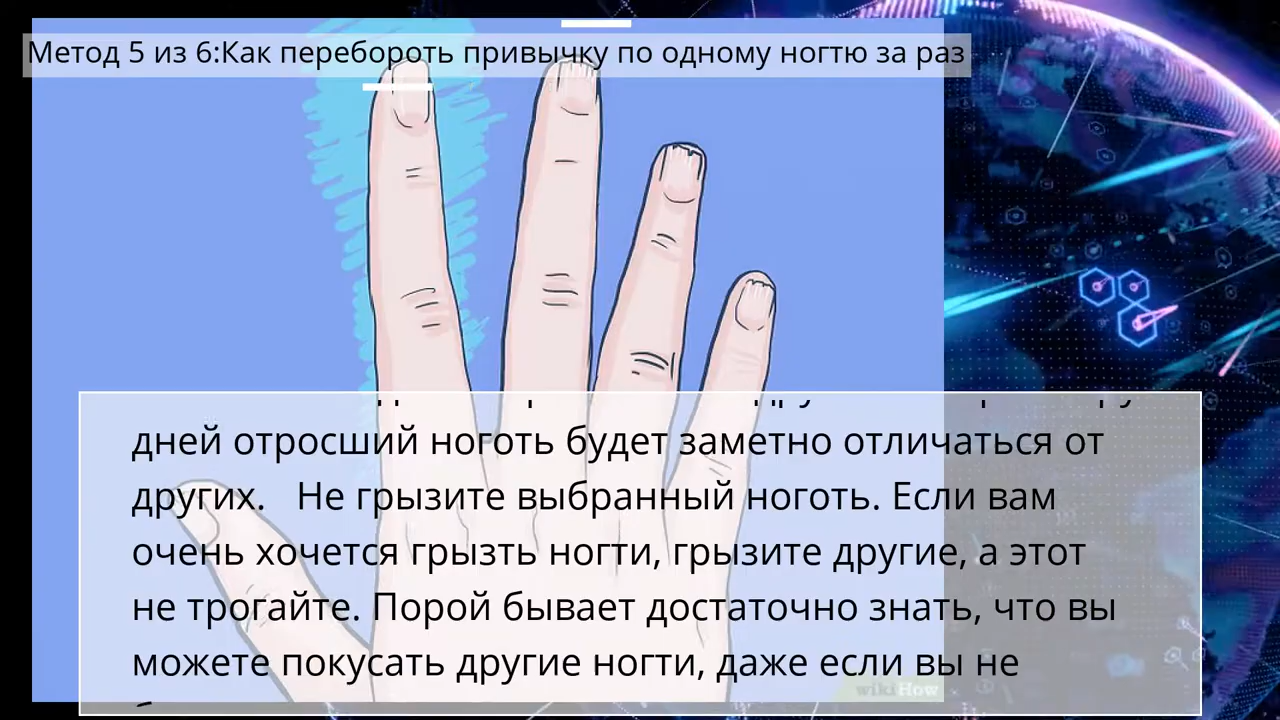 Метод 5 из 6:Как перебороть привычку по одному ногтю за раз
дней отросший ноготь будет заметно отличаться от
других. Не грызите выбранный ноготь. Если вам
очень хочется грызть ногти, грызите другие, а этот
не трогайте. Порой бывает достаточно знать, что вы
можете покусать другие ногти, даже если вы не
wikiHow